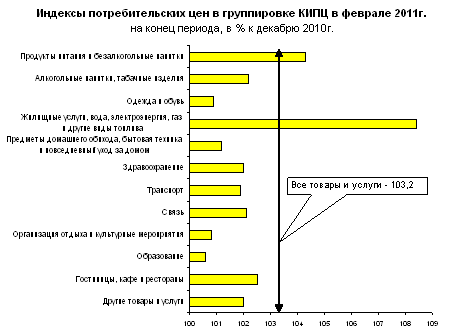 Индексы потребительских цен в группировке КИПЦ в феврале 2011г.
на конец периода, в % к декабрю 2010г.
Продукты питания и безалкогольные напитки
Алкогольные напитки, табачные изделия
Одежда и обувь
Жилищные услуги, вода, электроэнергия, газ
и другие виды топлива
Предметы домашнего обихода, бытовая техника
и повседневный уход за домом
Здравоохранение
Транспорт
Связь
Организация отдыха и культурные мероприятия
Образование
Гостиницы, кафе и рестораны
Другие товары и услуги
Все товары и услуги - 103,2
100 101 102 103 104 105 106 107 108 109